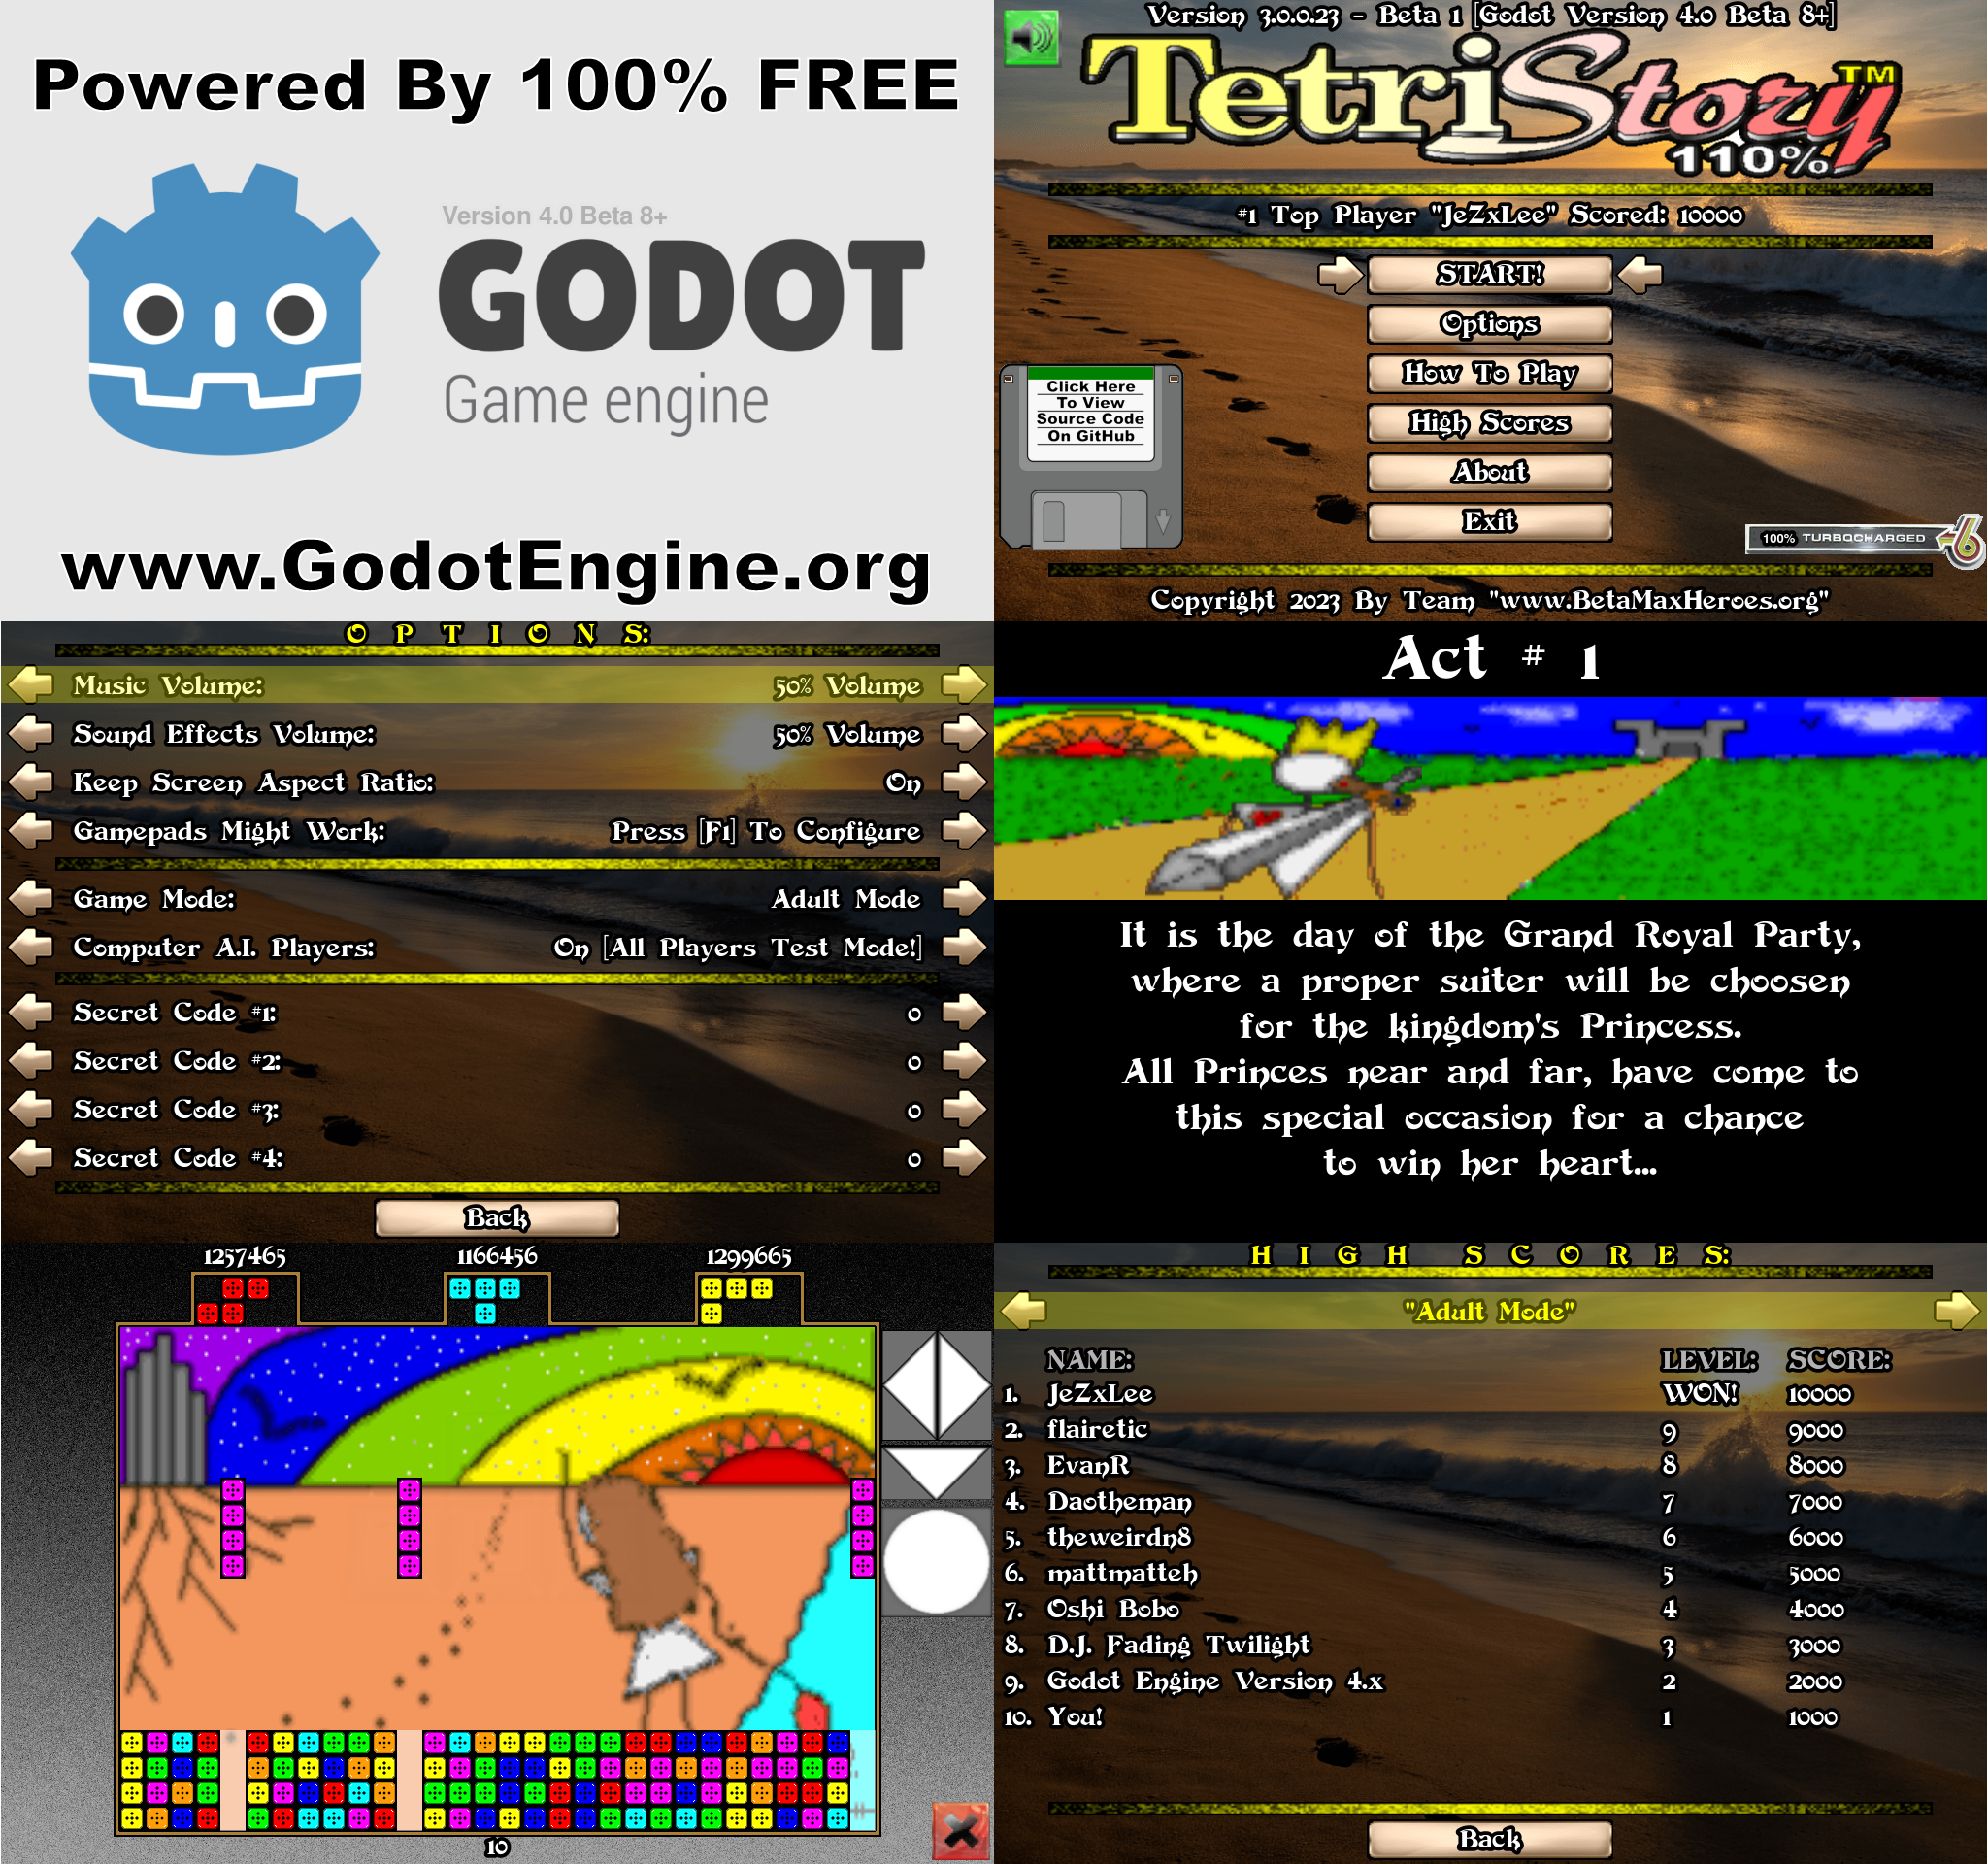 Powered By 100% FREE
Version 4.0 Beta 8+
GODOT
Game engine
www.GodotEngine.org
Version 3.0.0.23 - Beta 1 [Godot Version 4.0 Beta 8+]
TetriStory™
110%
#1 Top Player "JeZxLee" Scored: 10000
START!
Options
How To Play
High Scores
About
Exit
Click Here
To View
Source Code
On GitHub
100% TURBOCHARGED 6
Copyright 2023 By Team "www.BetaMaxHeroes.org"
O P T I O N S:
Music Volume: 50% Volume
Sound Effects Volume: 50% Volume
Keep Screen Aspect Ratio: On
Gamepads Might Work: Press [F1] To Configure
Game Mode: Adult Mode
Computer A.I. Players: On [All Players Test Mode!]
Secret Code #1: 0
Secret Code #2: 0
Secret Code #3: 0
Secret Code #4: 0
Back
Act # 1
It is the day of the Grand Royal Party,
where a proper suiter will be choosen
for the kingdom's Princess.
All Princes near and far, have come to
this special occasion for a chance
to win her heart...
1257465 1166456 1299665
10
H I G H S C O R E S:
"Adult Mode"
NAME: LEVEL: SCORE:
1. JeZxLee WON! 10000
2. flairetic 9 9000
3. EvanR 8 8000
4. Daotheman 7 7000
5. theweirdn8 6 6000
6. mattmatteh 5 5000
7. Oshi Bobo 4 4000
8. D.J. Fading Twilight 3 3000
9. Godot Engine Version 4.x 2 2000
10. You! 1 1000
Back